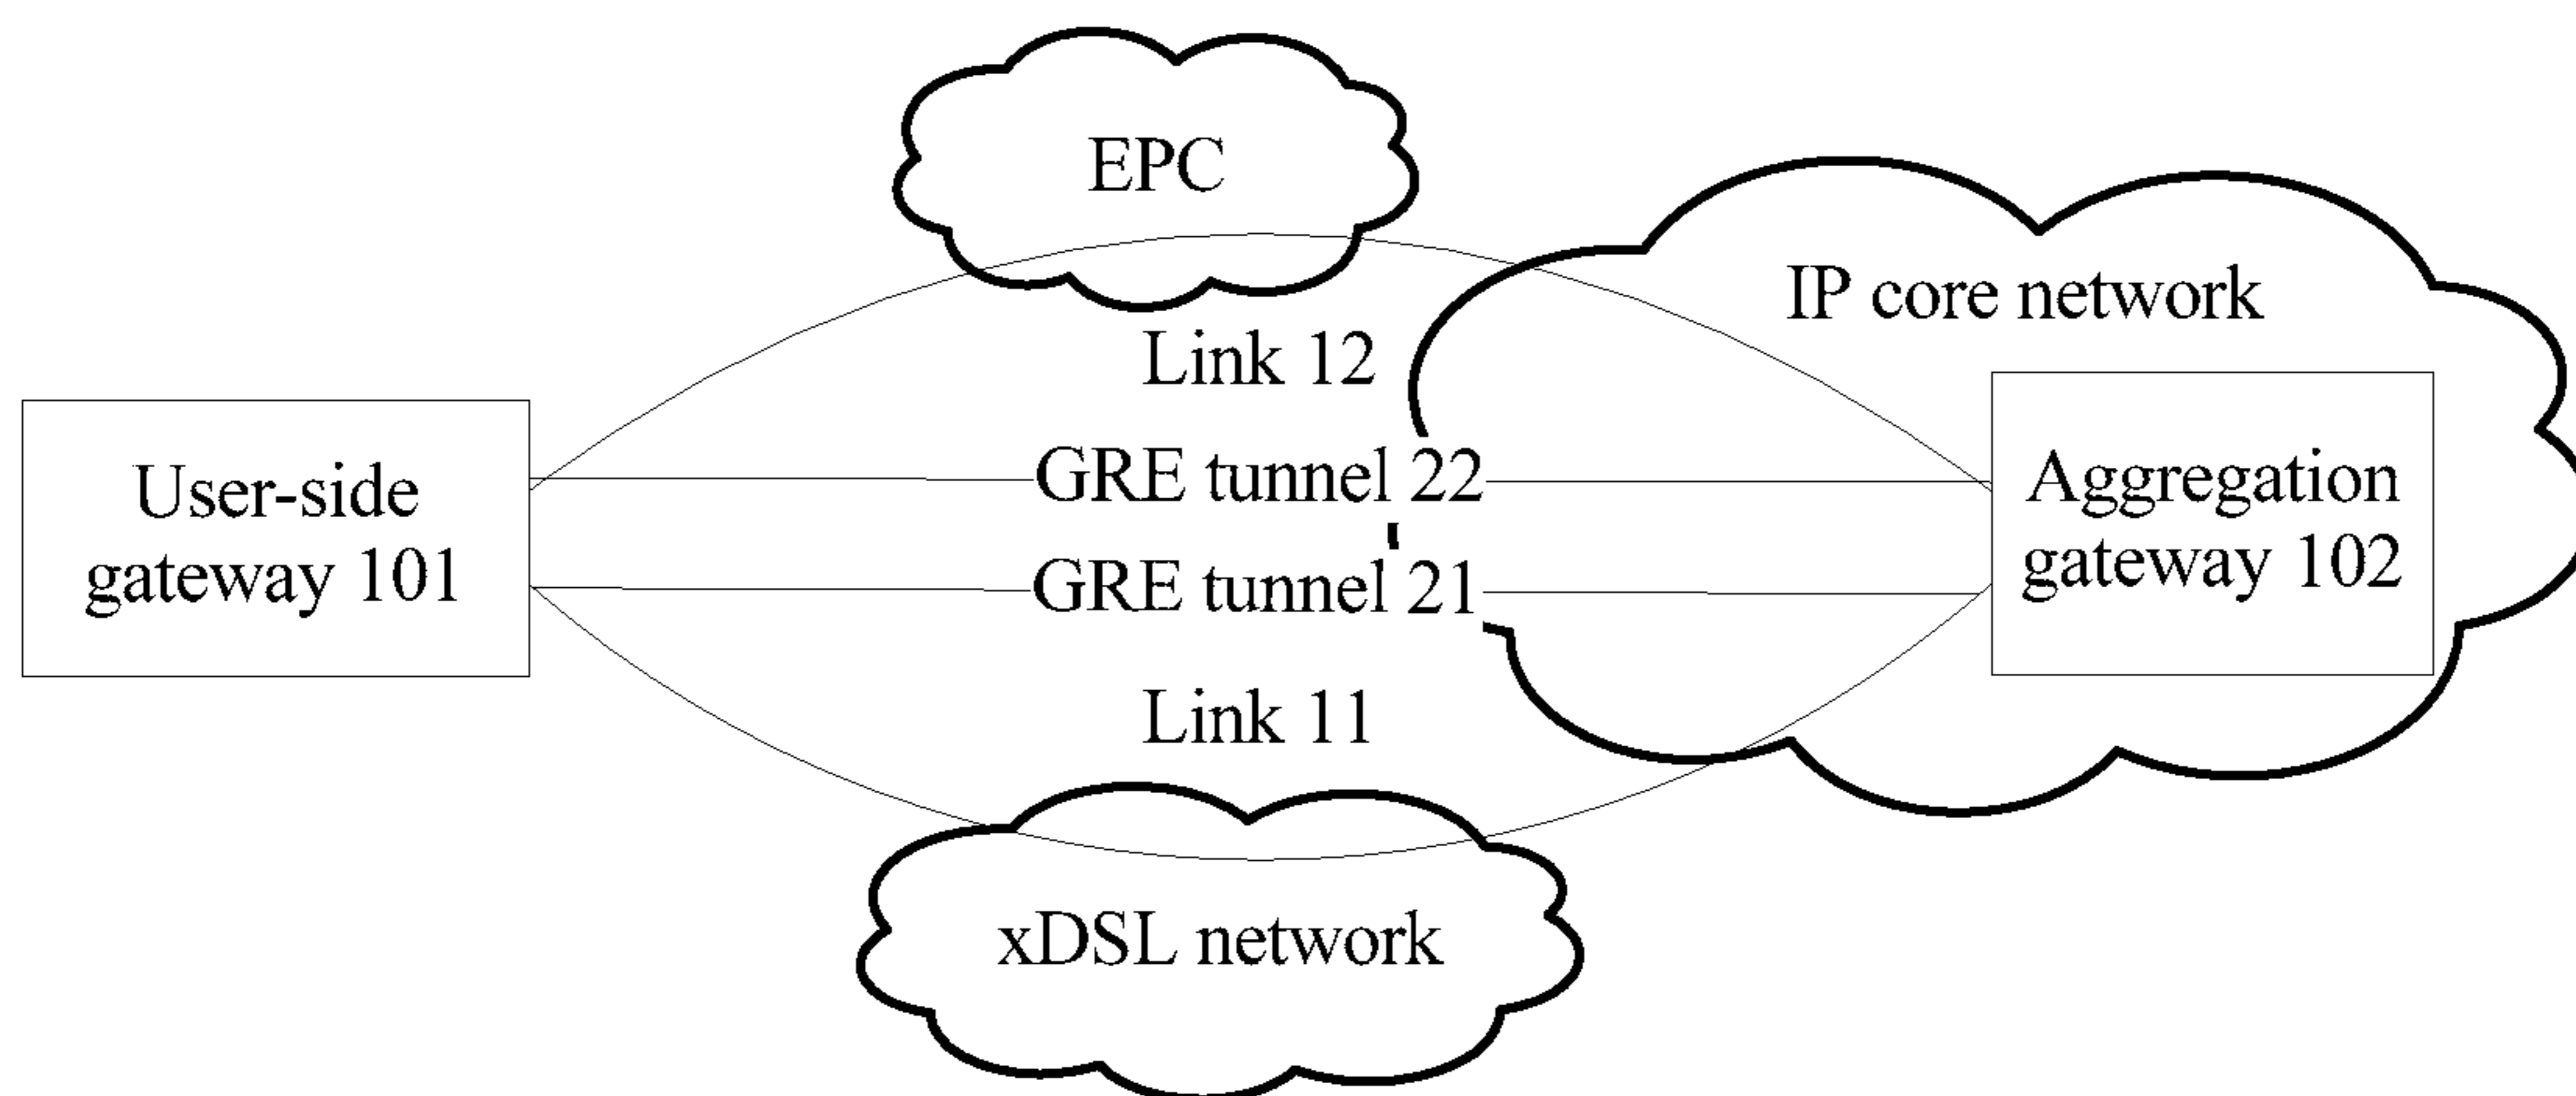 EPC
IP core network
Link 12
User-side
gateway 101
GRE tunnel 22
GRE tunnel 21
Aggregation
gateway 102
Link 11
xDSL network